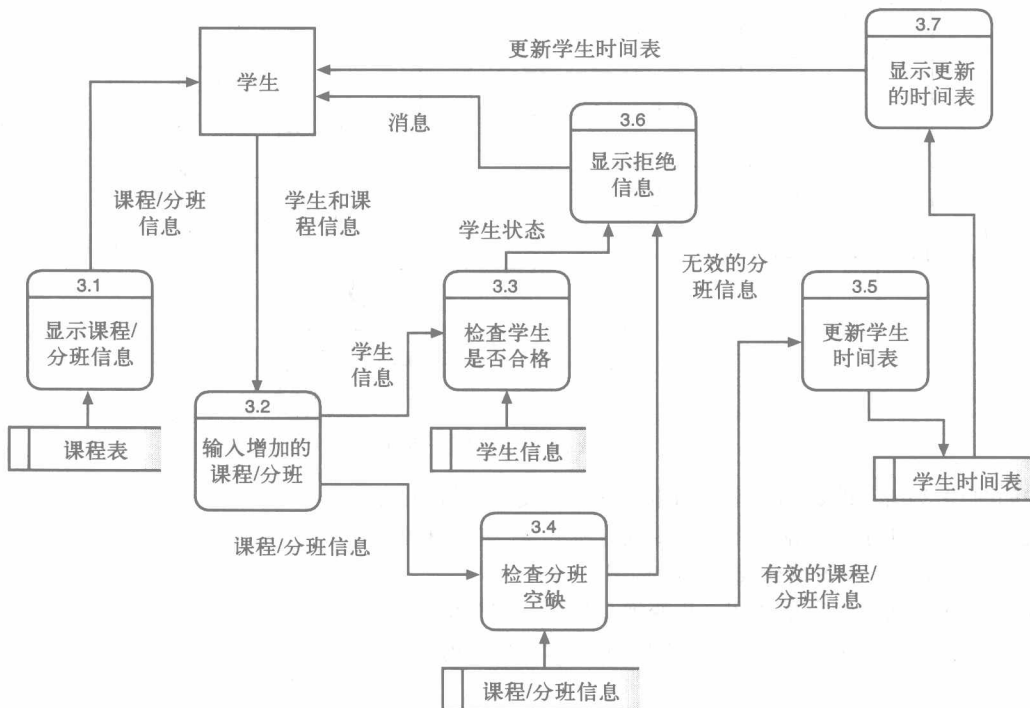 3.7
显示更新
的时间表
更新学生时间表
学生
消息
3.6
显示拒绝
信息
课程/分班
信息
学生和课
程信息
学生状态
无效的分
班信息
3.1
显示课程/
分班信息
3.3
检查学生
是否合格
3.5
更新学生
时间表
学生
信息
课程表
3.2
输入增加的
课程/分班
学生信息
学生时间表
课程/分班信息
3.4
检查分班
空缺
有效的课程/
分班信息
课程/分班信息